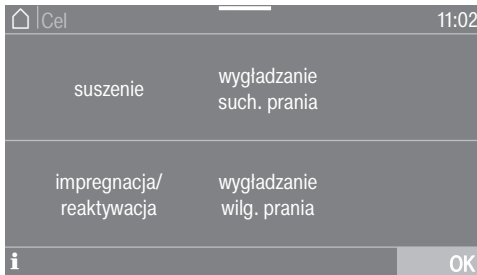 Cel
11:02
suszenie
wygładzanie
such. prania
impregnacja/
reaktywacja
wygładzanie
wilg. prania
i
OK